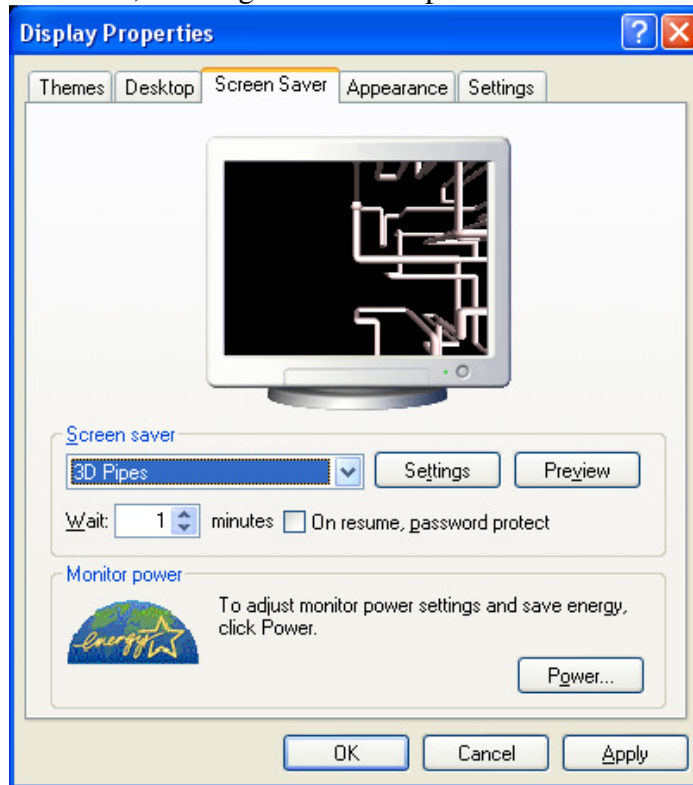 Display Properties
Themes Desktop Screen Saver Appearance Settings
Screen saver
3D Pipes Settings Preview
Wait: 1 minutes On resume, password protect
Monitor power
To adjust monitor power settings and save energy,
click Power.
energy
Power...
OK Cancel Apply